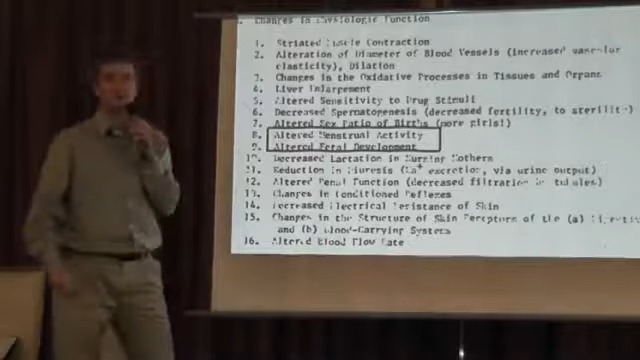 Changes in Physiologic Function
1. Striated Muscle Contraction
2. Alteration of Diameter of Blood Vessels (increased vascular
elasticity), Dilation
3. Changes in the Oxidative Processes in Tissues and Organs
4. Liver Enlargement
5. Altered Sensitivity to Drug Stimuli
6. Decreased Spermatogenesis (decreased fertility, to sterility)
7. Altered Sex Ratio of Births (more girls!)
8. Altered Menstrual Activity
9. Altered Fetal Development
10. Decreased Lactation in Nursing Mothers
11. Reduction in Diuresis (Na+ excretion, via urine output)
12. Altered Renal Function (decreased filtration in tubules)
13. Changes in Conditioned Reflexes
14. Decreased Electrical Resistance of Skin
15. Changes in the Structure of Skin Receptors of the (a)
and (b) Blood-Carrying Systems
16. Altered Blood Flow Rate